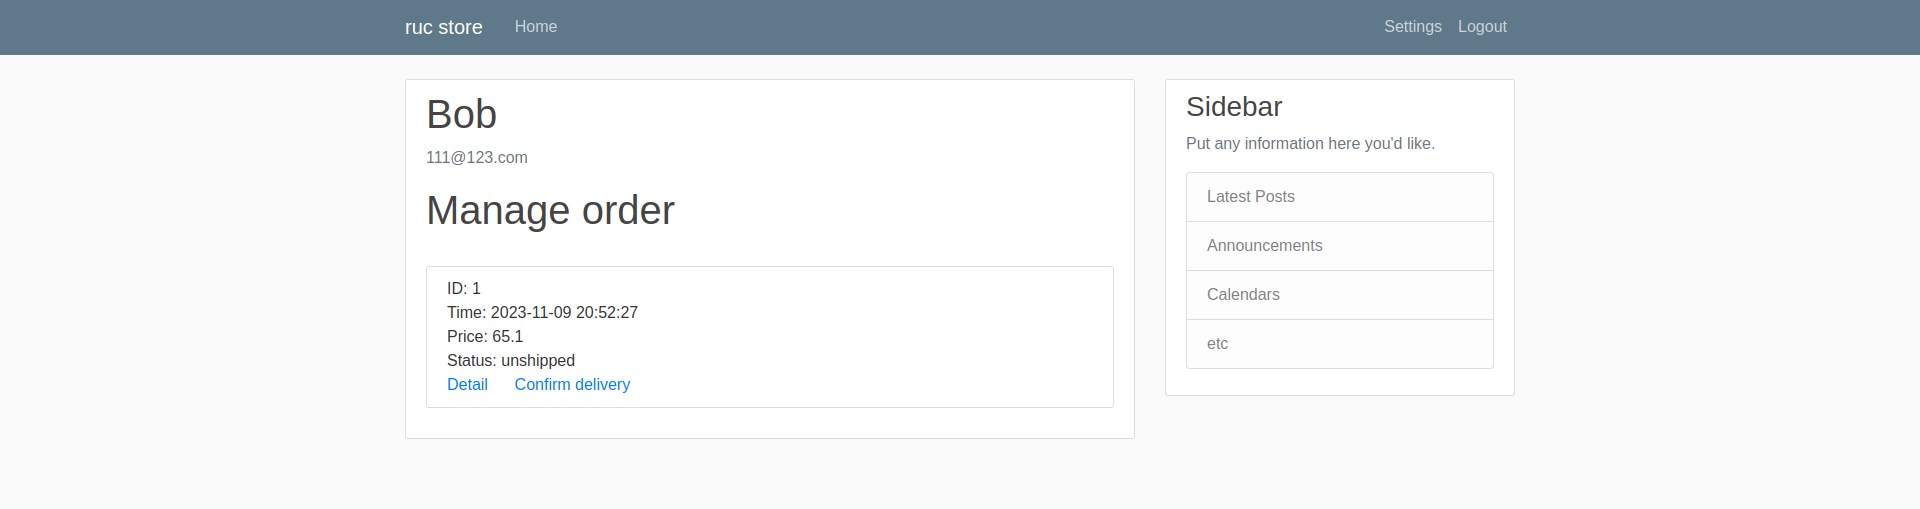 ruc store Home Settings Logout
Bob
111@123.com
Manage order
ID: 1
Time: 2023-11-09 20:52:27
Price: 65.1
Status: unshipped
Detail Confirm delivery
Sidebar
Put any information here you'd like.
Latest Posts
Announcements
Calendars
etc